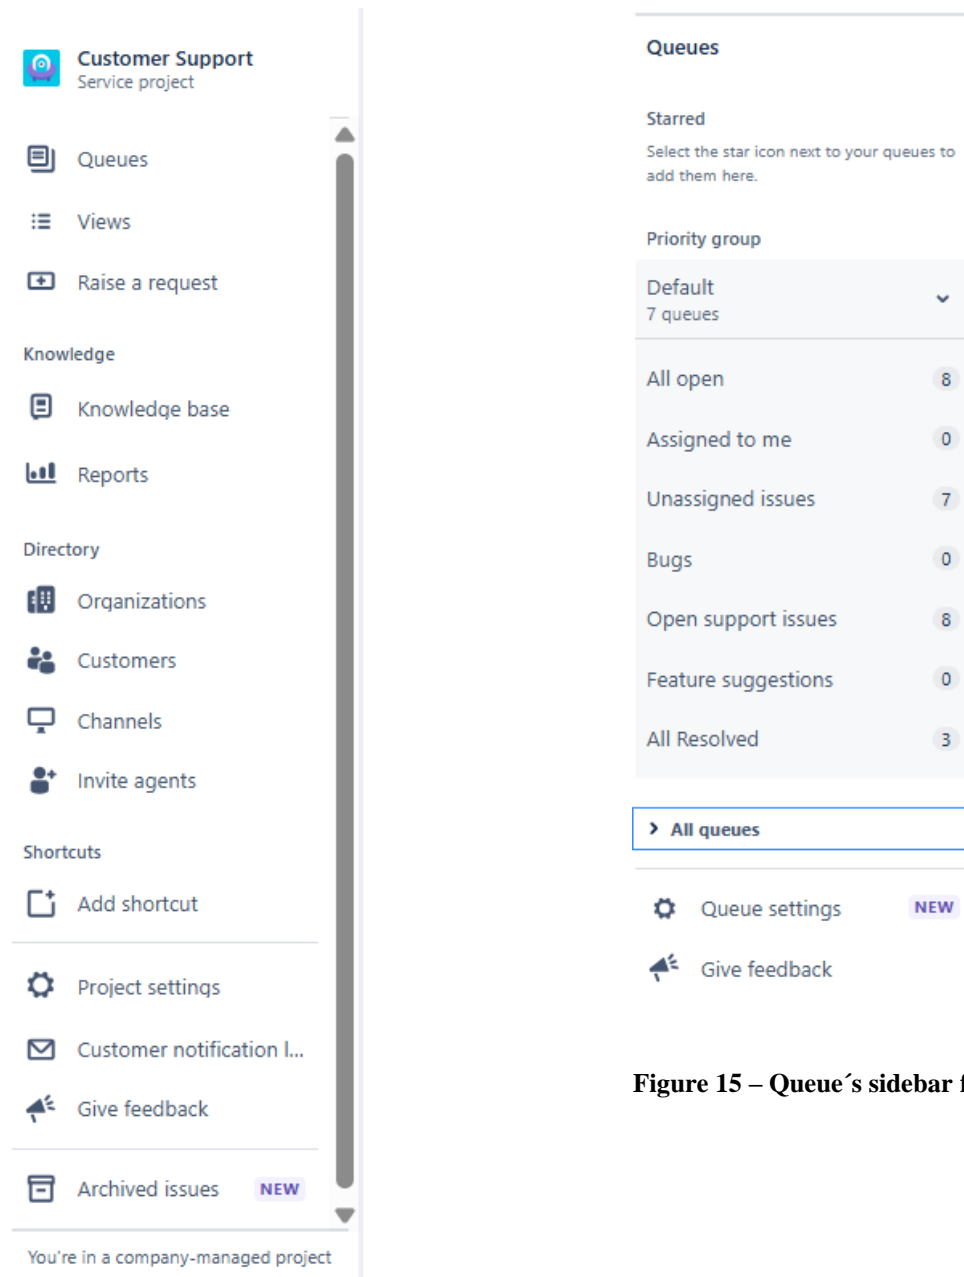 Customer Support
Service project
Queues
Views
Raise a request
Knowledge
Knowledge base
Reports
Directory
Organizations
Customers
Channels
Invite agents
Shortcuts
Add shortcut
Project settings
Customer notification l...
Give feedback
Archived issues NEW
You're in a company-managed project
Queues
Starred
Select the star icon next to your queues to
add them here.
Priority group
Default
7 queues
All open 8
Assigned to me 0
Unassigned issues 7
Bugs 0
Open support issues 8
Feature suggestions 0
All Resolved 3
All queues
Queue settings NEW
Give feedback
Figure 15 – Queue´s sidebar